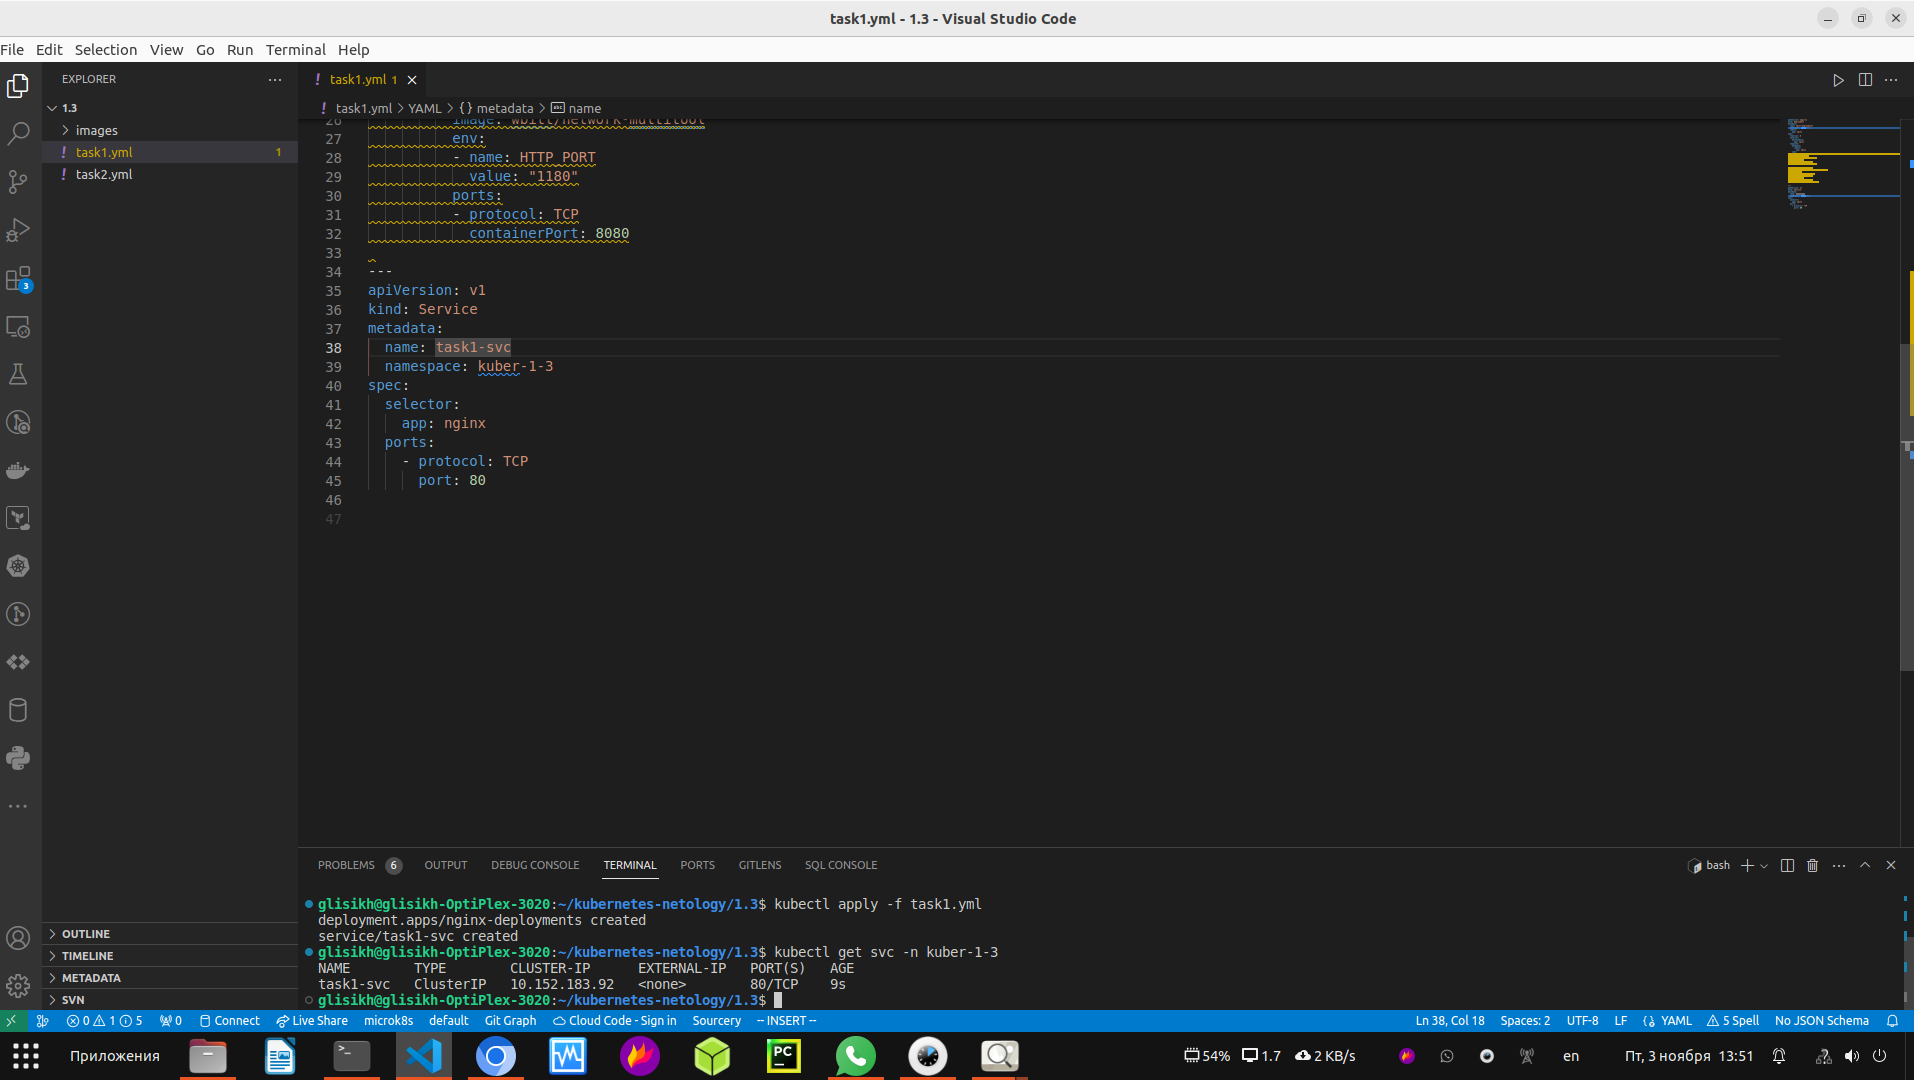 task1.yml - 1.3 - Visual Studio Code
File Edit Selection View Go Run Terminal Help
EXPLORER
1.3
images
task1.yml 1
task2.yml
OUTLINE
TIMELINE
METADATA
SVN
3
task1.yml 1
task1.yml > YAML > {} metadata > name
26 image: wbitt/network-multitool
27 env:
28 - name: HTTP_PORT
29 value: "1180"
30 ports:
31 - protocol: TCP
32 containerPort: 8080
33
34 ---
35 apiVersion: v1
36 kind: Service
37 metadata:
38 name: task1-svc
39 namespace: kuber-1-3
40 spec:
41 selector:
42 app: nginx
43 ports:
44 - protocol: TCP
45 port: 80
46
47
PROBLEMS 6 OUTPUT DEBUG CONSOLE TERMINAL PORTS GITLENS SQL CONSOLE
bash
glisikh@glisikh-OptiPlex-3020:~/kubernetes-netology/1.3$ kubectl apply -f task1.yml
deployment.apps/nginx-deployments created
service/task1-svc created
glisikh@glisikh-OptiPlex-3020:~/kubernetes-netology/1.3$ kubectl get svc -n kuber-1-3
NAME TYPE CLUSTER-IP EXTERNAL-IP PORT(S) AGE
task1-svc ClusterIP 10.152.183.92 <none> 80/TCP 9s
glisikh@glisikh-OptiPlex-3020:~/kubernetes-netology/1.3$
0 1 5 0 Connect Live Share microk8s default Git Graph Cloud Code - Sign in Sourcery -- INSERT --
Ln 38, Col 18 Spaces: 2 UTF-8 LF YAML 5 Spell No JSON Schema
Приложения PC 54% 1.7 2 KB/s en Пт, 3 ноября 13:51